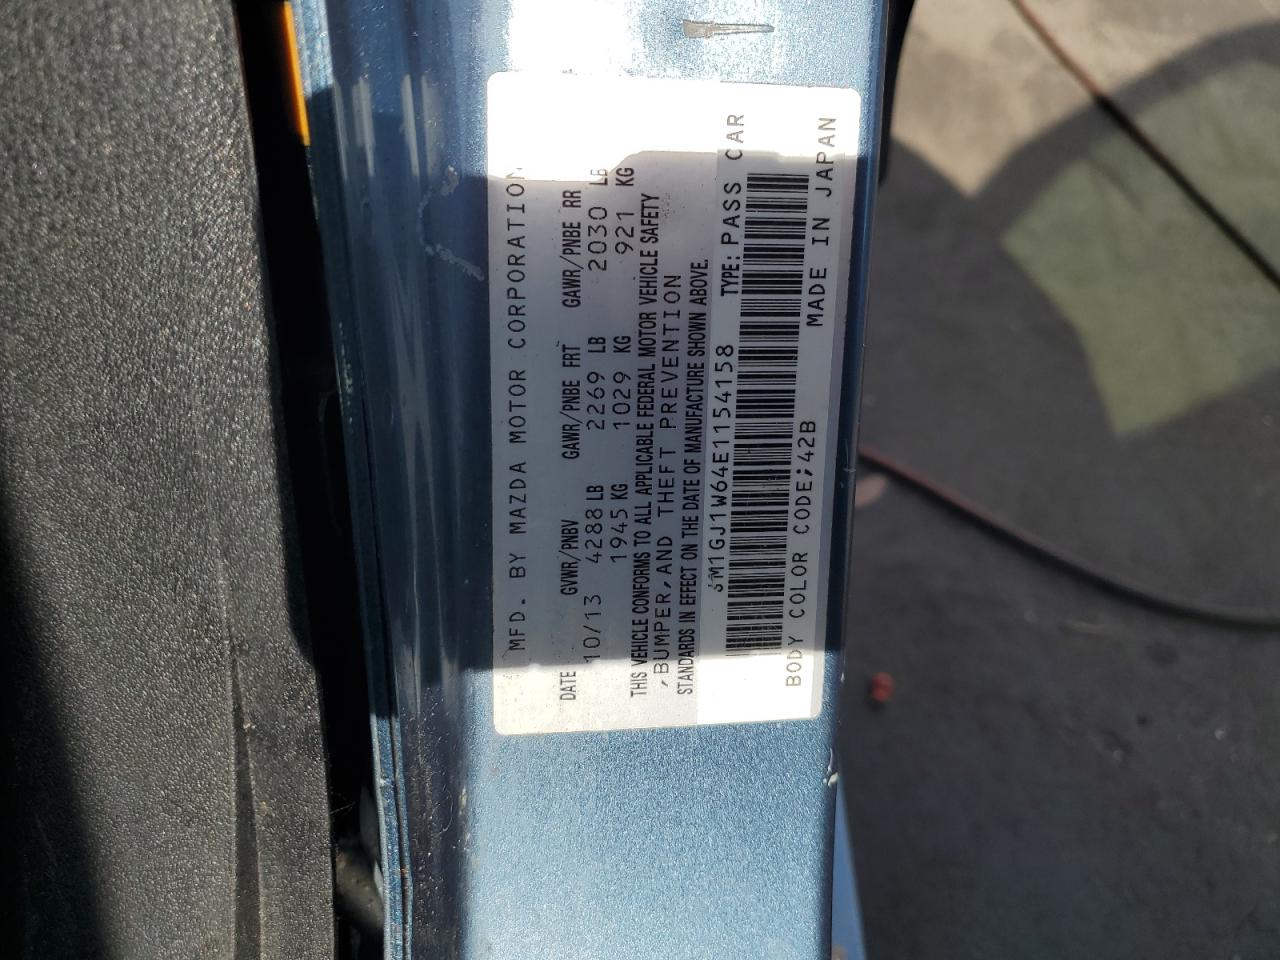 MFD. BY MAZDA MOTOR CORPORATION
DATE GVWR/PNBV GAWR/PNBE FRT GAWR/PNBE RR
10/13 4288 LB 2269 LB 2030 LB
1945 KG 1029 KG 921 KG
THIS VEHICLE CONFORMS TO ALL APPLICABLE FEDERAL MOTOR VEHICLE SAFETY
,BUMPER,AND THEFT PREVENTION
STANDARDS IN EFFECT ON THE DATE OF MANUFACTURE SHOWN ABOVE.
JM1GJ1W64E1154158 TYPE: PASS CAR
BODY COLOR CODE;42B MADE IN JAPAN